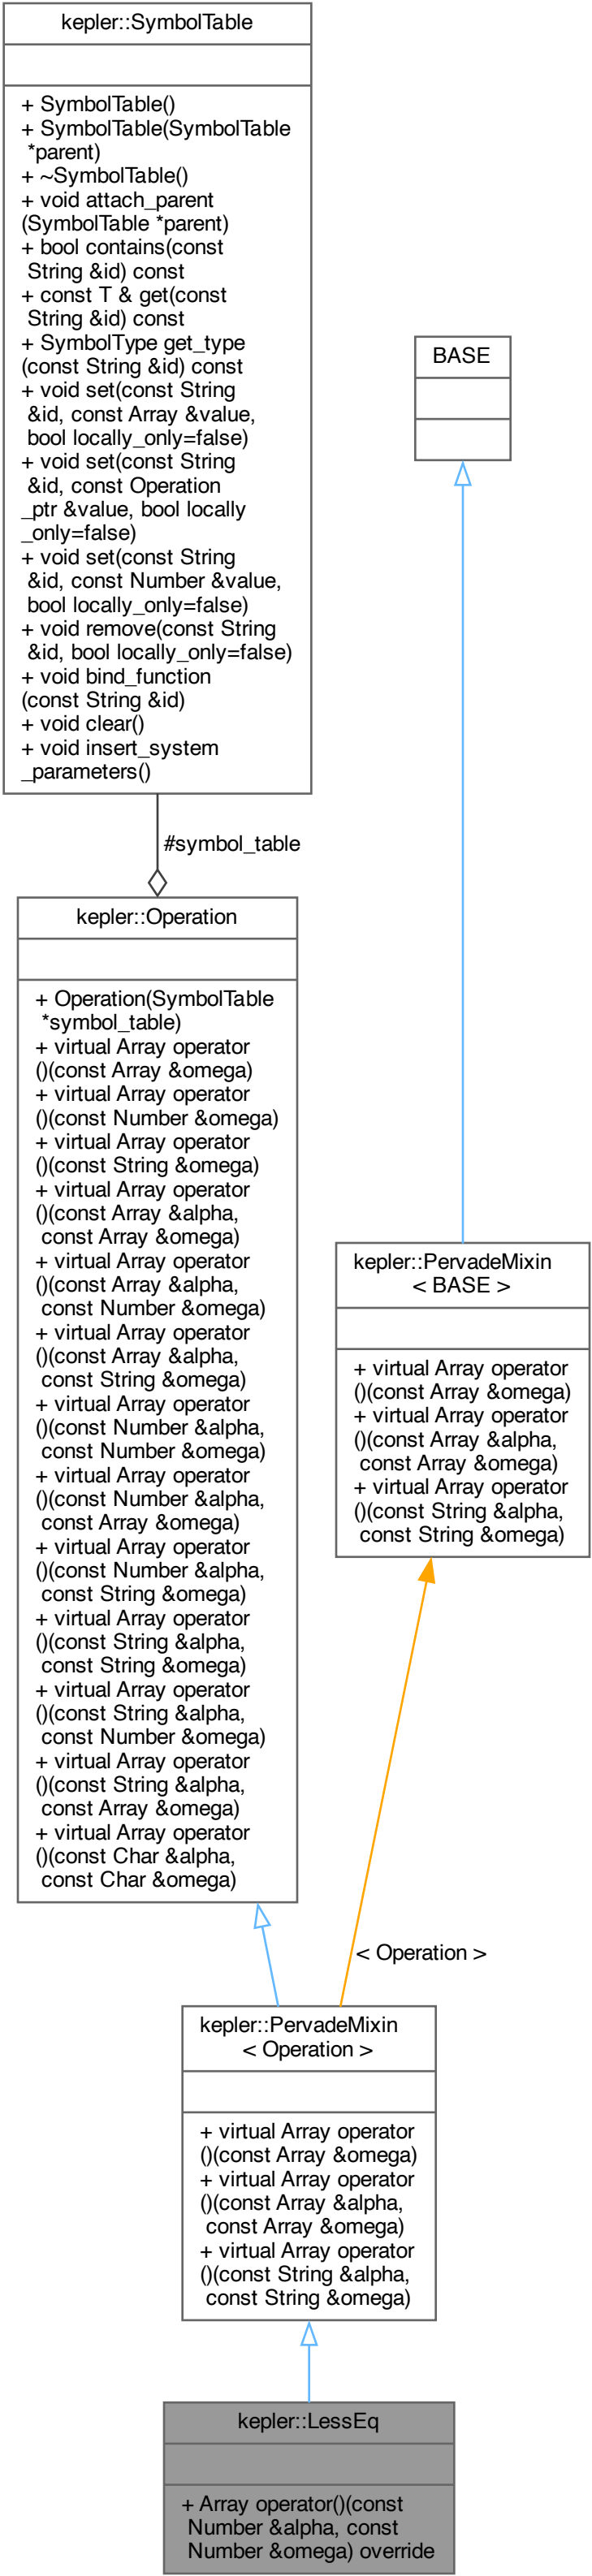 kepler::SymbolTable
+ SymbolTable()
+ SymbolTable(SymbolTable
*parent)
+ ~SymbolTable()
+ void attach_parent
(SymbolTable *parent)
+ bool contains(const
String &id) const
+ const T & get(const
String &id) const
+ SymbolType get_type
(const String &id) const
+ void set(const String
&id, const Array &value,
bool locally_only=false)
+ void set(const String
&id, const Operation
_ptr &value, bool locally
_only=false)
+ void set(const String
&id, const Number &value,
bool locally_only=false)
+ void remove(const String
&id, bool locally_only=false)
+ void bind_function
(const String &id)
+ void clear()
+ void insert_system
_parameters()
#symbol_table
kepler::Operation
+ Operation(SymbolTable
*symbol_table)
+ virtual Array operator
()(const Array &omega)
+ virtual Array operator
()(const Number &omega)
+ virtual Array operator
()(const String &omega)
+ virtual Array operator
()(const Array &alpha,
const Array &omega)
+ virtual Array operator
()(const Array &alpha,
const Number &omega)
+ virtual Array operator
()(const Array &alpha,
const String &omega)
+ virtual Array operator
()(const Number &alpha,
const Number &omega)
+ virtual Array operator
()(const Number &alpha,
const Array &omega)
+ virtual Array operator
()(const Number &alpha,
const String &omega)
+ virtual Array operator
()(const String &alpha,
const String &omega)
+ virtual Array operator
()(const String &alpha,
const Number &omega)
+ virtual Array operator
()(const String &alpha,
const Array &omega)
+ virtual Array operator
()(const Char &alpha,
const Char &omega)
BASE
kepler::PervadeMixin
< BASE >
+ virtual Array operator
()(const Array &omega)
+ virtual Array operator
()(const Array &alpha,
const Array &omega)
+ virtual Array operator
()(const String &alpha,
const String &omega)
< Operation >
kepler::PervadeMixin
< Operation >
+ virtual Array operator
()(const Array &omega)
+ virtual Array operator
()(const Array &alpha,
const Array &omega)
+ virtual Array operator
()(const String &alpha,
const String &omega)
kepler::LessEq
+ Array operator()(const
Number &alpha, const
Number &omega) override